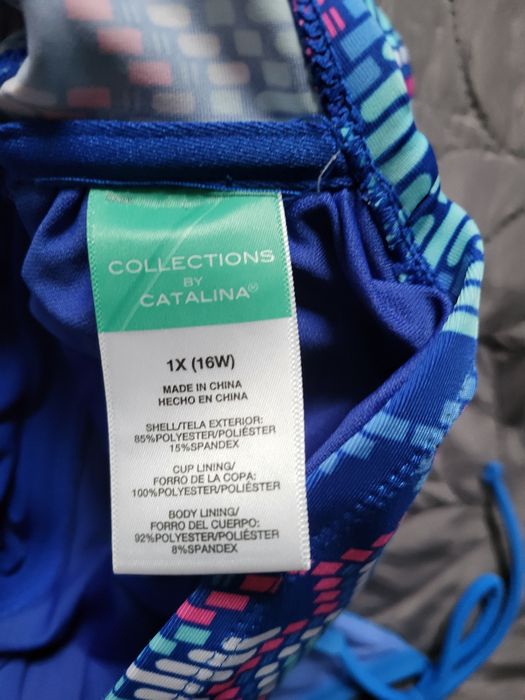 COLLECTIONS
BY
CATALINA®
1X (16W)
MADE IN CHINA
HECHO EN CHINA
SHELL/TELA EXTERIOR:
85%POLYESTER/POLIÉSTER
15%SPANDEX
CUP LINING/
FORRO DE LA COPA:
100%POLYESTER/POLIÉSTER
BODY LINING/
FORRO DEL CUERPO:
92%POLYESTER/POLIÉSTER
8%SPANDEX